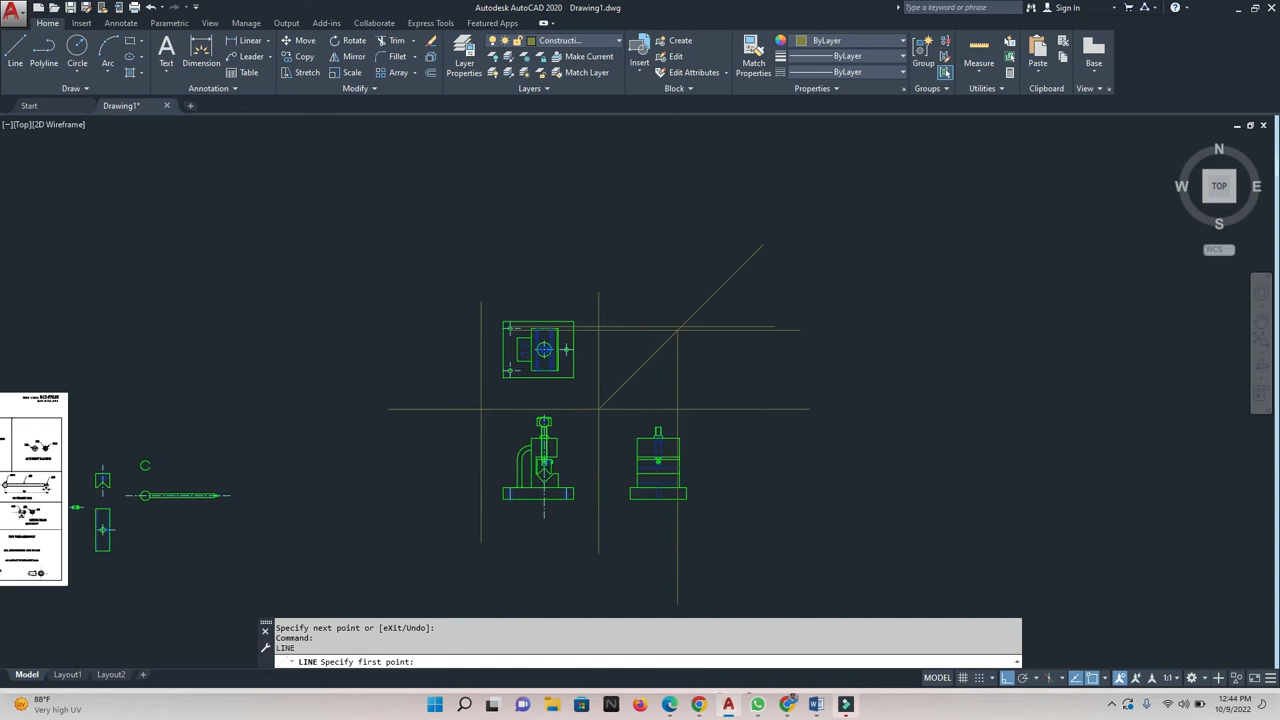 Autodesk AutoCAD 2020 Drawing1.dwg
Type a keyword or phrase
Sign In
Home Insert Annotate Parametric View Manage Output Add-ins Collaborate Express Tools Featured Apps
Line Polyline Circle Arc
Text Dimension
Linear
Leader
Table
Move Rotate Trim
Copy Mirror Fillet
Stretch Scale Array
Layer Properties
Constructi...
Make Current
Match Layer
Insert
Create
Edit
Edit Attributes
Match Properties
ByLayer
ByLayer
ByLayer
Group
Measure
Paste
Base
Draw Annotation Modify Layers Block Properties Groups Utilities Clipboard View
Start Drawing1*
[−][Top][2D Wireframe]
N
W TOP E
S
WCS
Specify next point or [eXit/Undo]:
Command:
LINE
LINE Specify first point:
Model Layout1 Layout2
MODEL
1:1
88°F
Very high UV
12:44 PM
10/9/2022